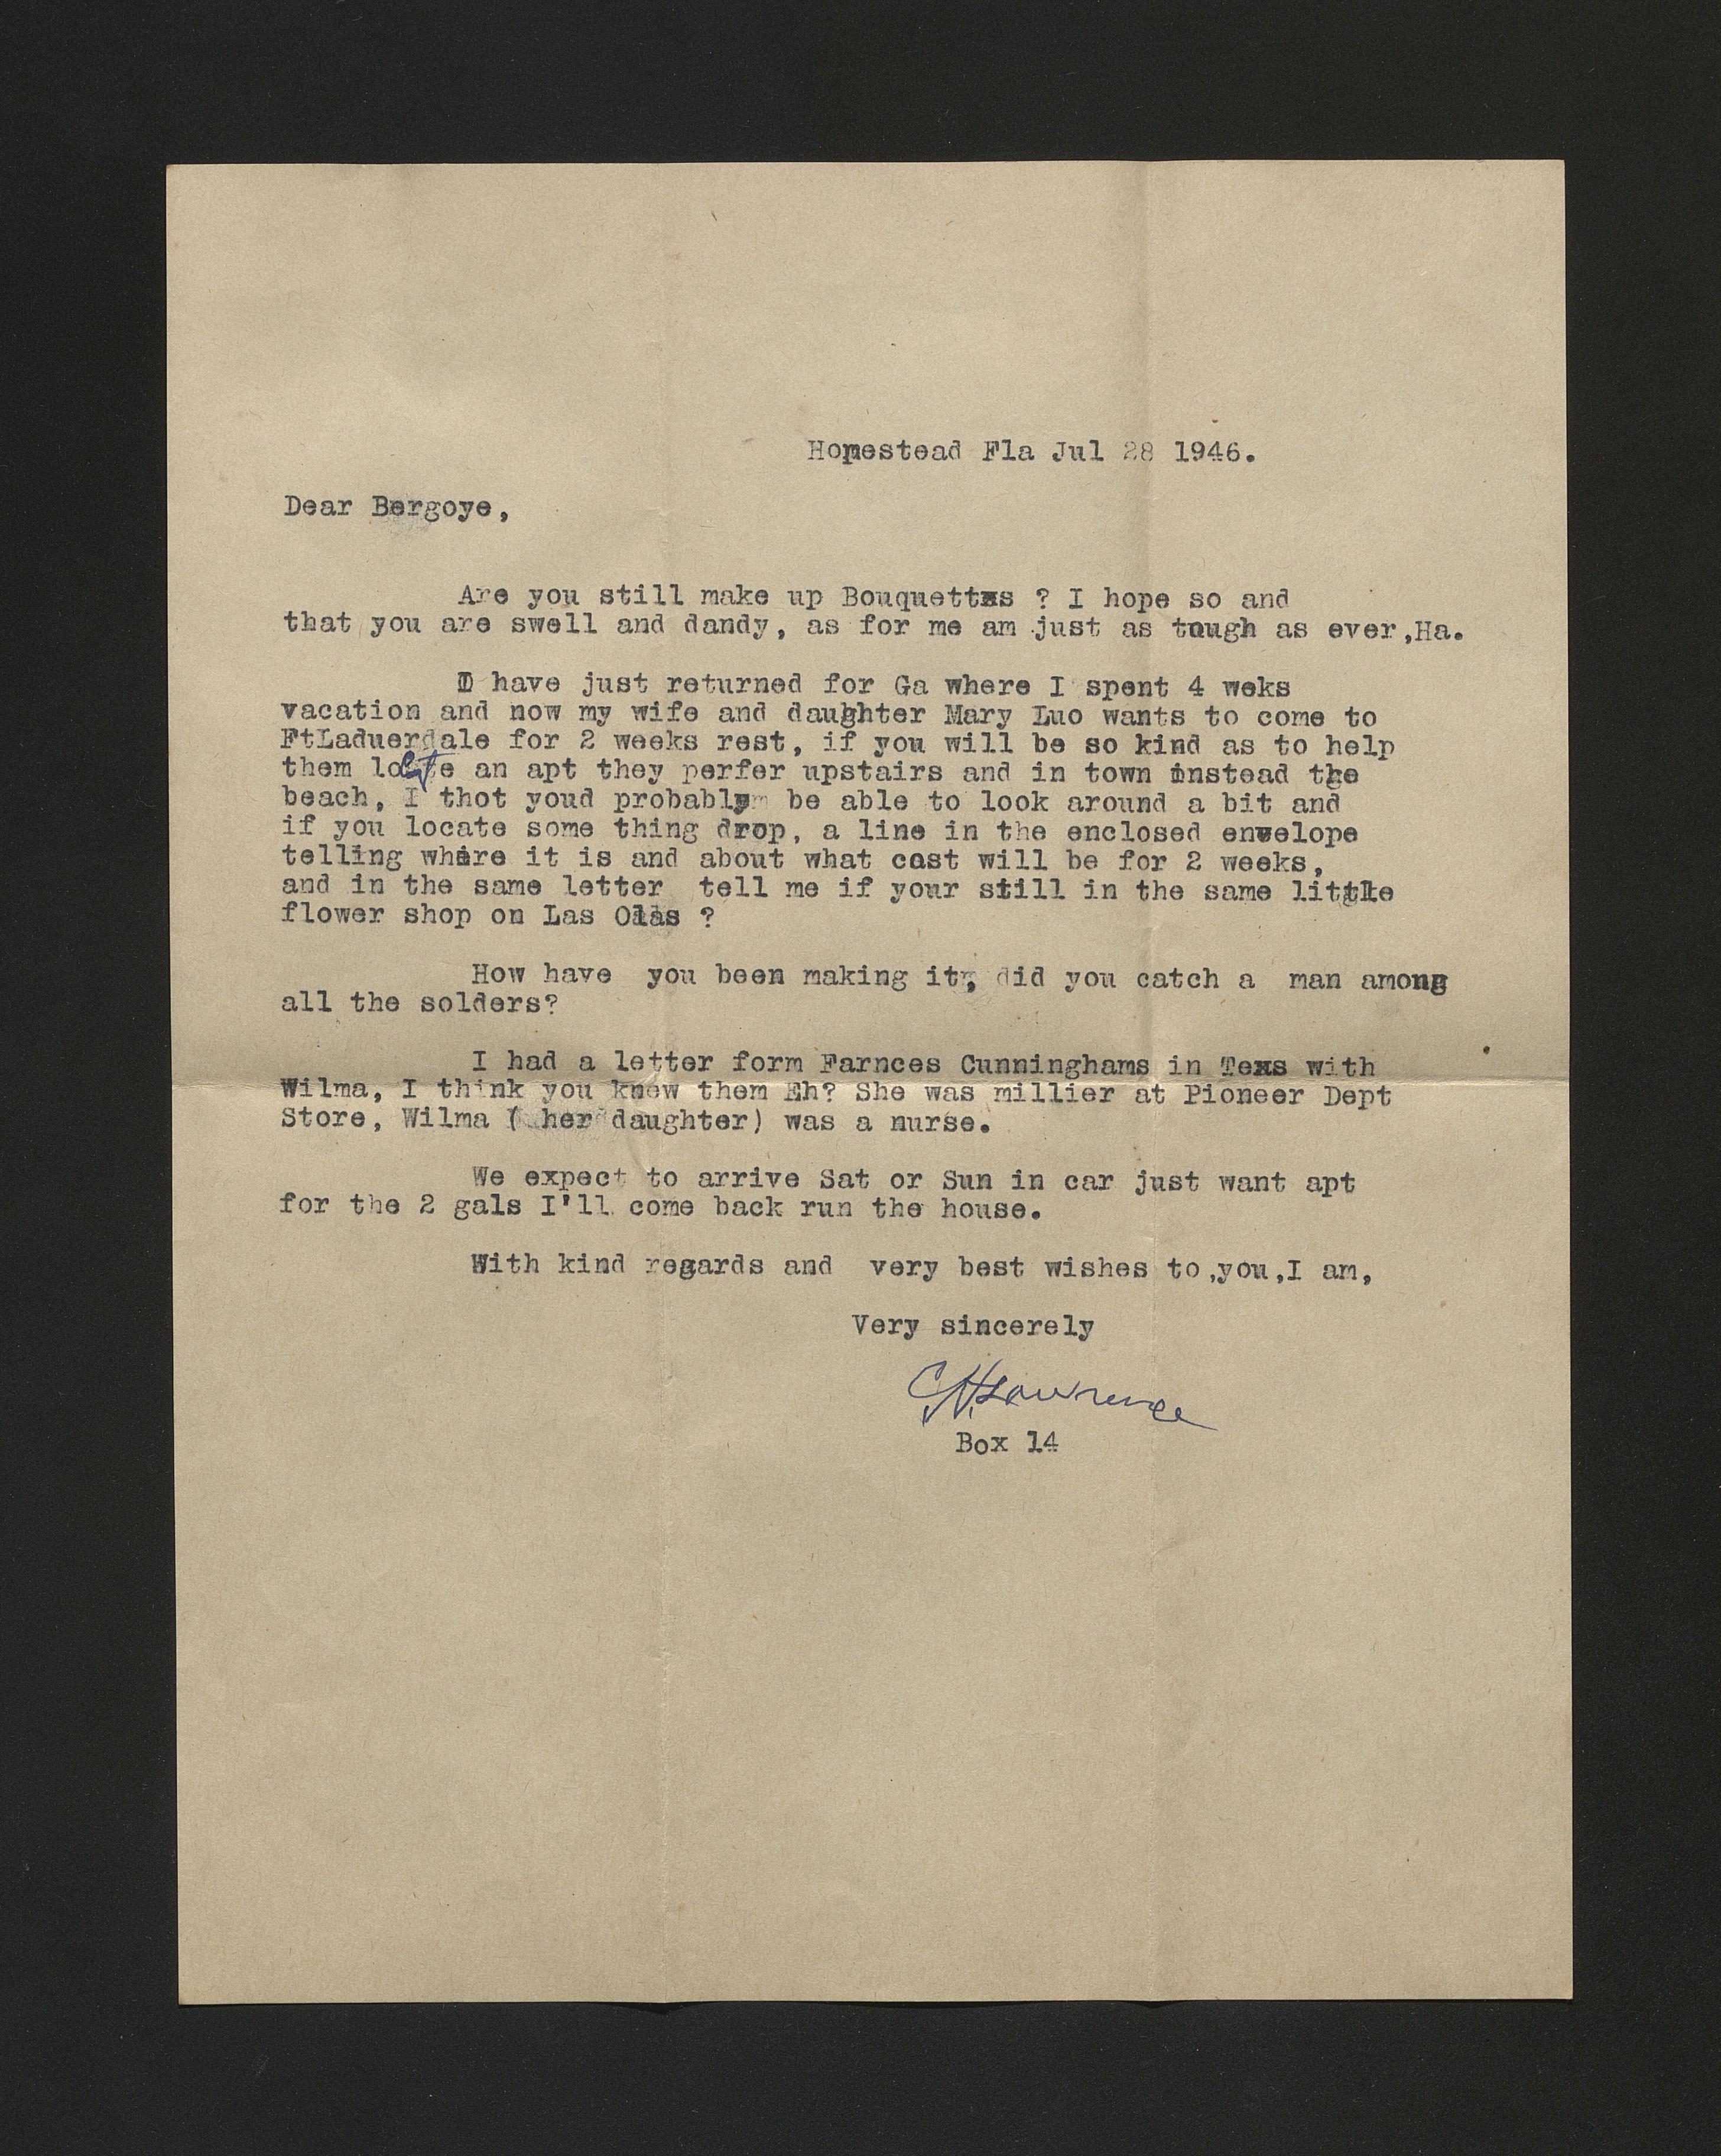 Homestead Fla Jul 28 1946.
Dear Bergoye,
Are you still make up Bouquettes ? I hope so and
that you are swell and dandy, as for me am just as tough as ever,Ha.
I have just returned for Ga where I spent 4 weks
vacation and now my wife and daughter Mary Luo wants to come to
FtLaduerdale for 2 weeks rest, if you will be so kind as to help
them locate an apt they perfer upstairs and in town instead the
beach, I thot youd probably be able to look around a bit and
if you locate some thing drop, a line in the enclosed envelope
telling where it is and about what cost will be for 2 weeks,
and in the same letter tell me if your still in the same little
flower shop on Las Olas ?
How have you been making it, did you catch a man among
all the solders?
I had a letter form Farnces Cunninghams in Texs with
Wilma, I think you knew them Eh? She was millier at Pioneer Dept
Store, Wilma ( her daughter) was a nurse.
We expect to arrive Sat or Sun in car just want apt
for the 2 gals I'll come back run the house.
With kind regards and very best wishes to,you,I am,
Very sincerely
C.H.Lawrence
Box 14